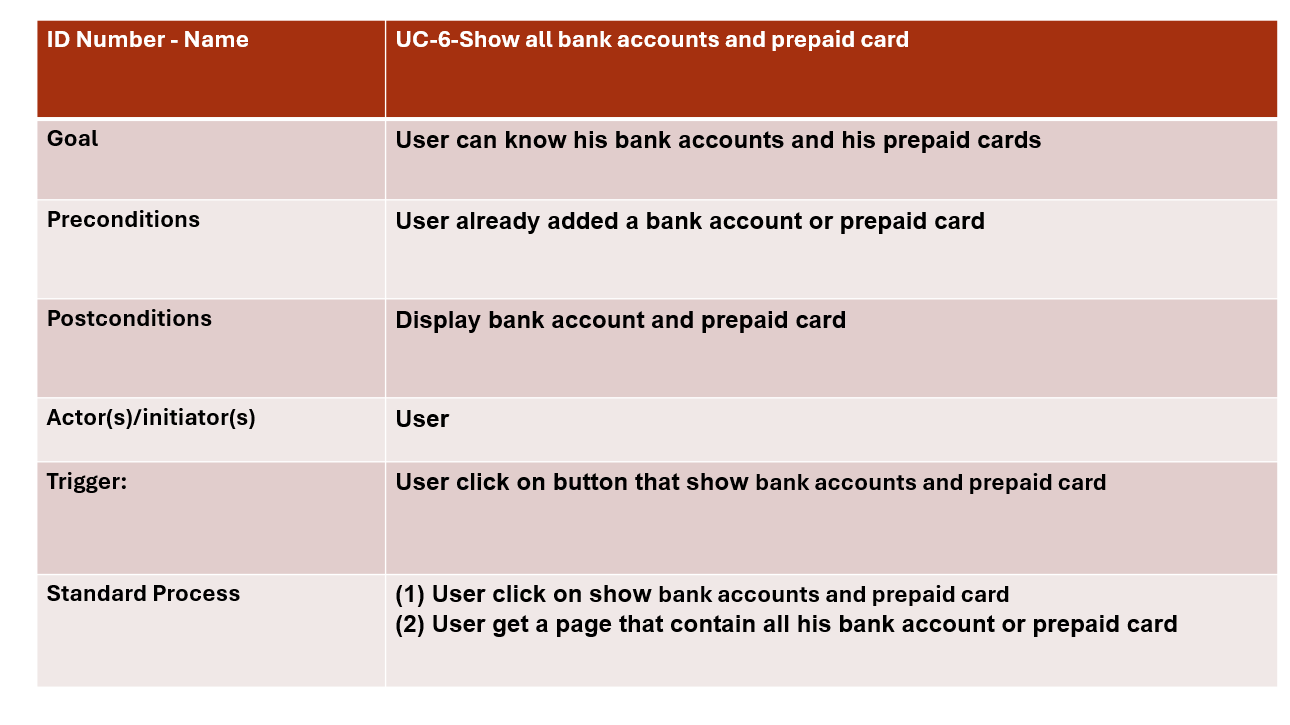 ID Number - Name
UC-6-Show all bank accounts and prepaid card
Goal
User can know his bank accounts and his prepaid cards
Preconditions
User already added a bank account or prepaid card
Postconditions
Display bank account and prepaid card
Actor(s)/initiator(s)
User
Trigger:
User click on button that show bank accounts and prepaid card
Standard Process
(1) User click on show bank accounts and prepaid card
(2) User get a page that contain all his bank account or prepaid card